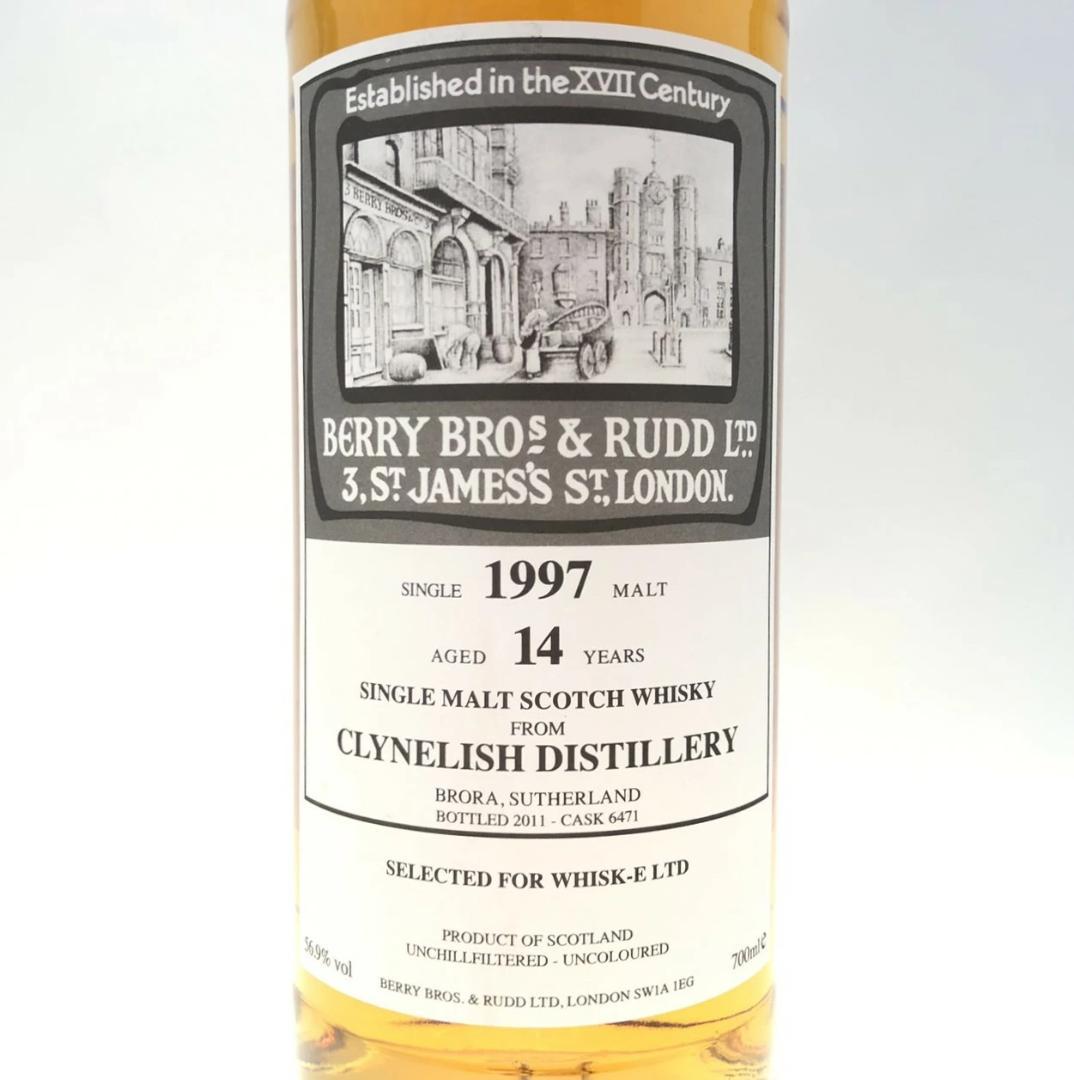 Established in the XVII Century
3 BERRY BROS & Co
BERRY BROS & RUDD LTD.
3, ST JAMES'S ST, LONDON.
SINGLE 1997 MALT
AGED 14 YEARS
SINGLE MALT SCOTCH WHISKY
FROM
CLYNELISH DISTILLERY
BRORA, SUTHERLAND
BOTTLED 2011 - CASK 6471
SELECTED FOR WHISK-E LTD
PRODUCT OF SCOTLAND
UNCHILLFILTERED - UNCOLOURED
56.9% vol
700ml e
BERRY BROS. & RUDD LTD, LONDON SW1A 1EG